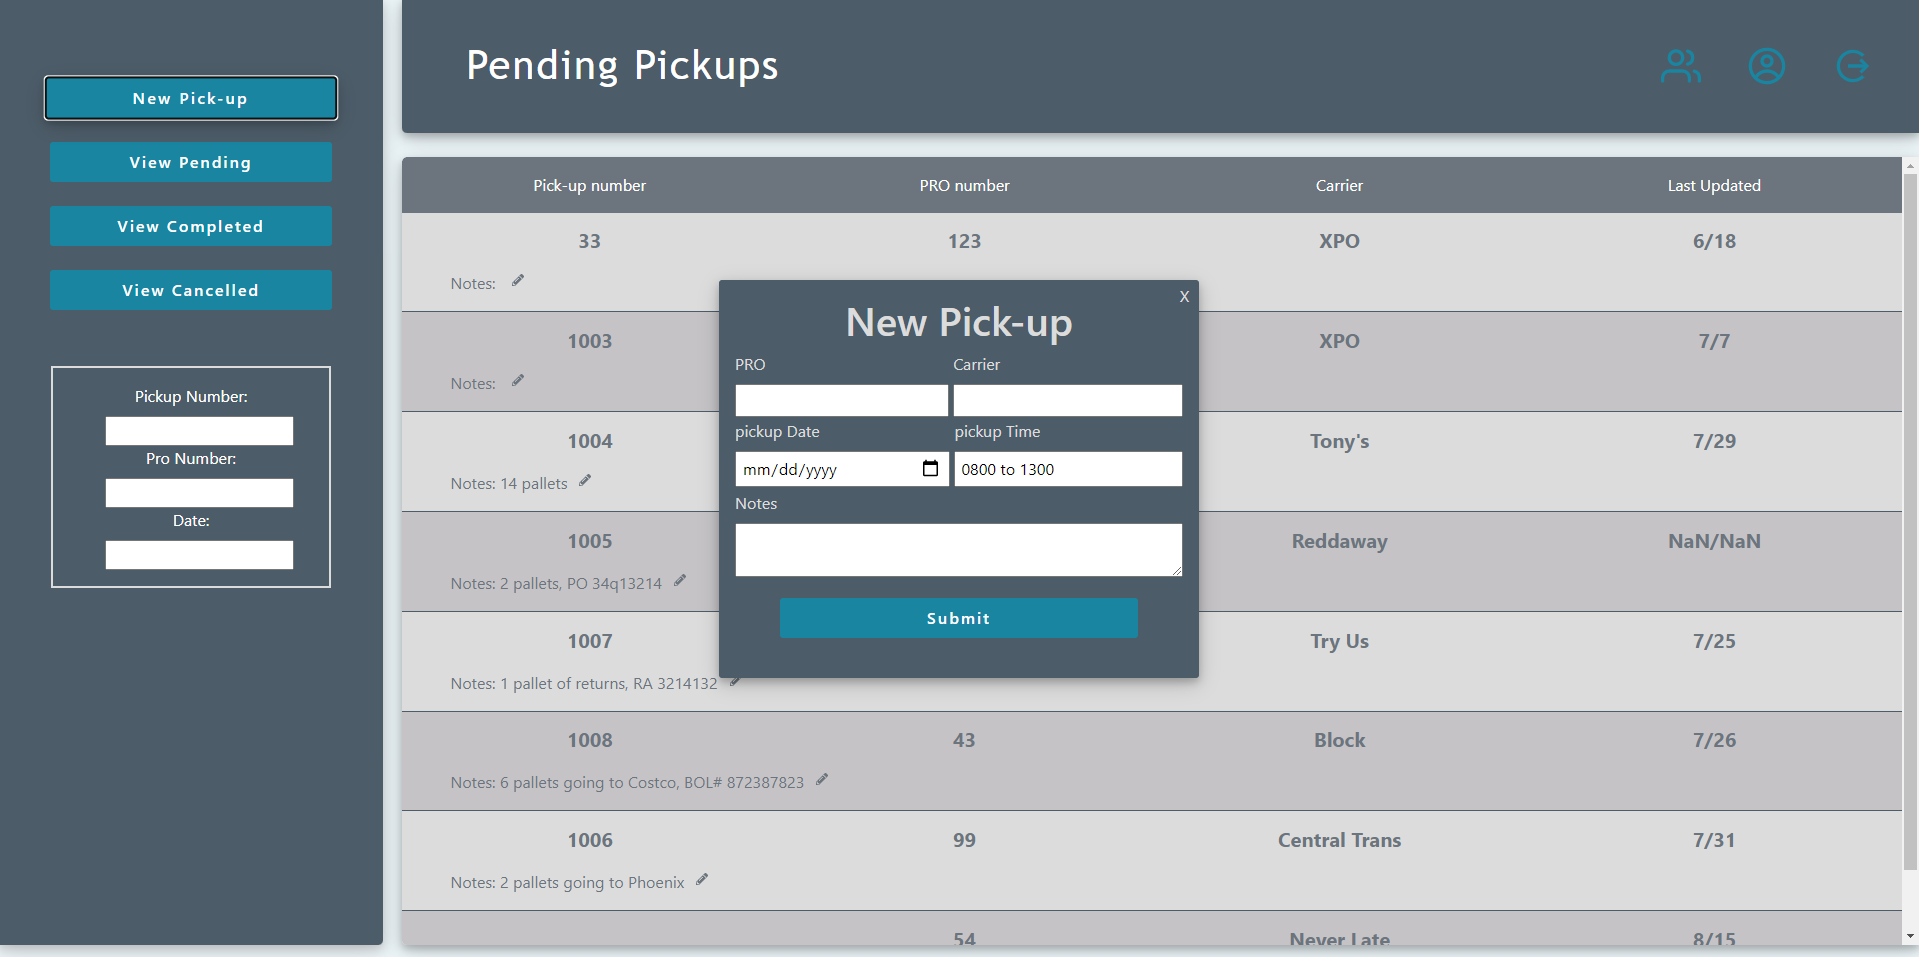 New Pick-up
View Pending
View Completed
View Cancelled
Pickup Number:
Pro Number:
Date:
Pending Pickups
Pick-up number PRO number Carrier Last Updated
33 123 XPO 6/18
Notes:
1003 XPO 7/7
Notes:
1004 Tony's 7/29
Notes: 14 pallets
1005 Reddaway NaN/NaN
Notes: 2 pallets, PO 34q13214
1007 Try Us 7/25
Notes: 1 pallet of returns, RA 3214132
1008 43 Block 7/26
Notes: 6 pallets going to Costco, BOL# 872387823
1006 99 Central Trans 7/31
Notes: 2 pallets going to Phoenix
54 Never Late 8/15
X
New Pick-up
PRO Carrier
pickup Date pickup Time
mm/dd/yyyy 0800 to 1300
Notes
Submit